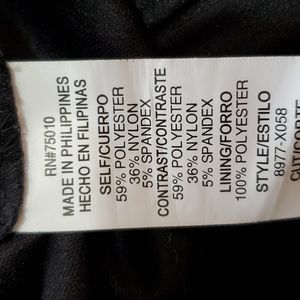 RN#75010
MADE IN PHILIPPINES
HECHO EN FILIPINAS
SELF/CUERPO
59% POLYESTER
36% NYLON
5% SPANDEX
CONTRAST/CONTRASTE
59% POLYESTER
36% NYLON
5% SPANDEX
LINING/FORRO
100% POLYESTER
STYLE/ESTILO
8977-X058